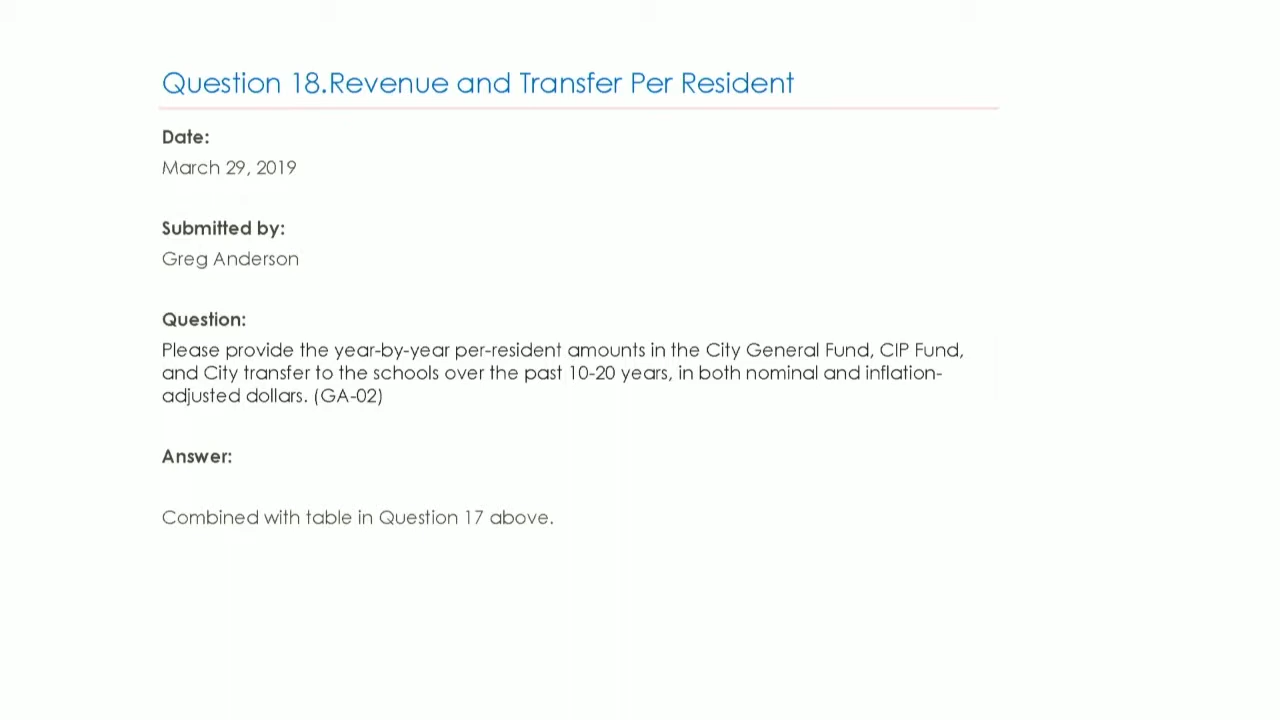 Question 18.Revenue and Transfer Per Resident
Date:
March 29, 2019
Submitted by:
Greg Anderson
Question:
Please provide the year-by-year per-resident amounts in the City General Fund, CIP Fund,
and City transfer to the schools over the past 10-20 years, in both nominal and inflation-
adjusted dollars. (GA-02)
Answer:
Combined with table in Question 17 above.